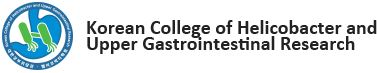 Korean College of Helicobacter and
Upper Gastrointestinal Research